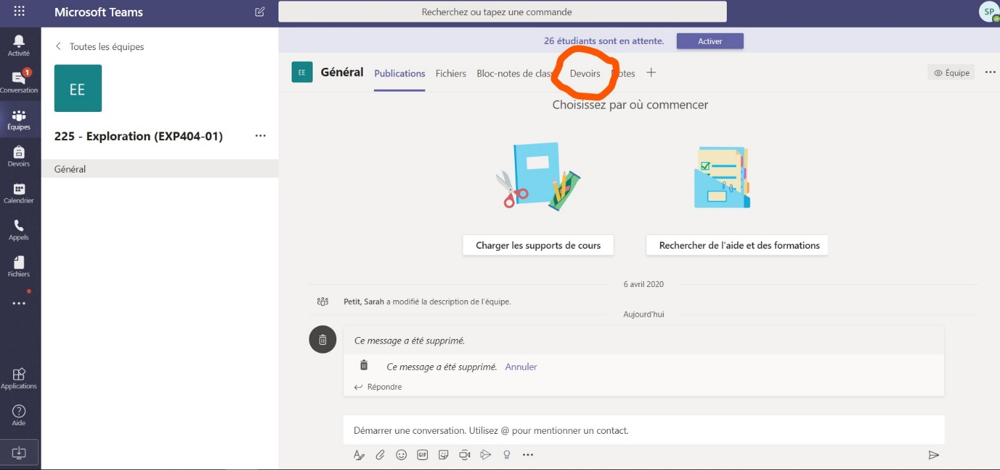 Microsoft Teams
Recherchez ou tapez une commande
SP
Activité
1
Conversation
Équipes
Devoirs
Calendrier
Appels
Fichiers
Applications
Aide
Toutes les équipes
EE
225 - Exploration (EXP404-01)
Général
26 étudiants sont en attente.
Activer
EE
Général
Publications
Fichiers
Bloc-notes de clas
Devoirs
otes
Équipe
Choisissez par où commencer
Charger les supports de cours
Rechercher de l'aide et des formations
6 avril 2020
Petit, Sarah a modifié la description de l'équipe.
Aujourd'hui
Ce message a été supprimé.
Ce message a été supprimé. Annuler
Répondre
Démarrer une conversation. Utilisez @ pour mentionner un contact.
GIF